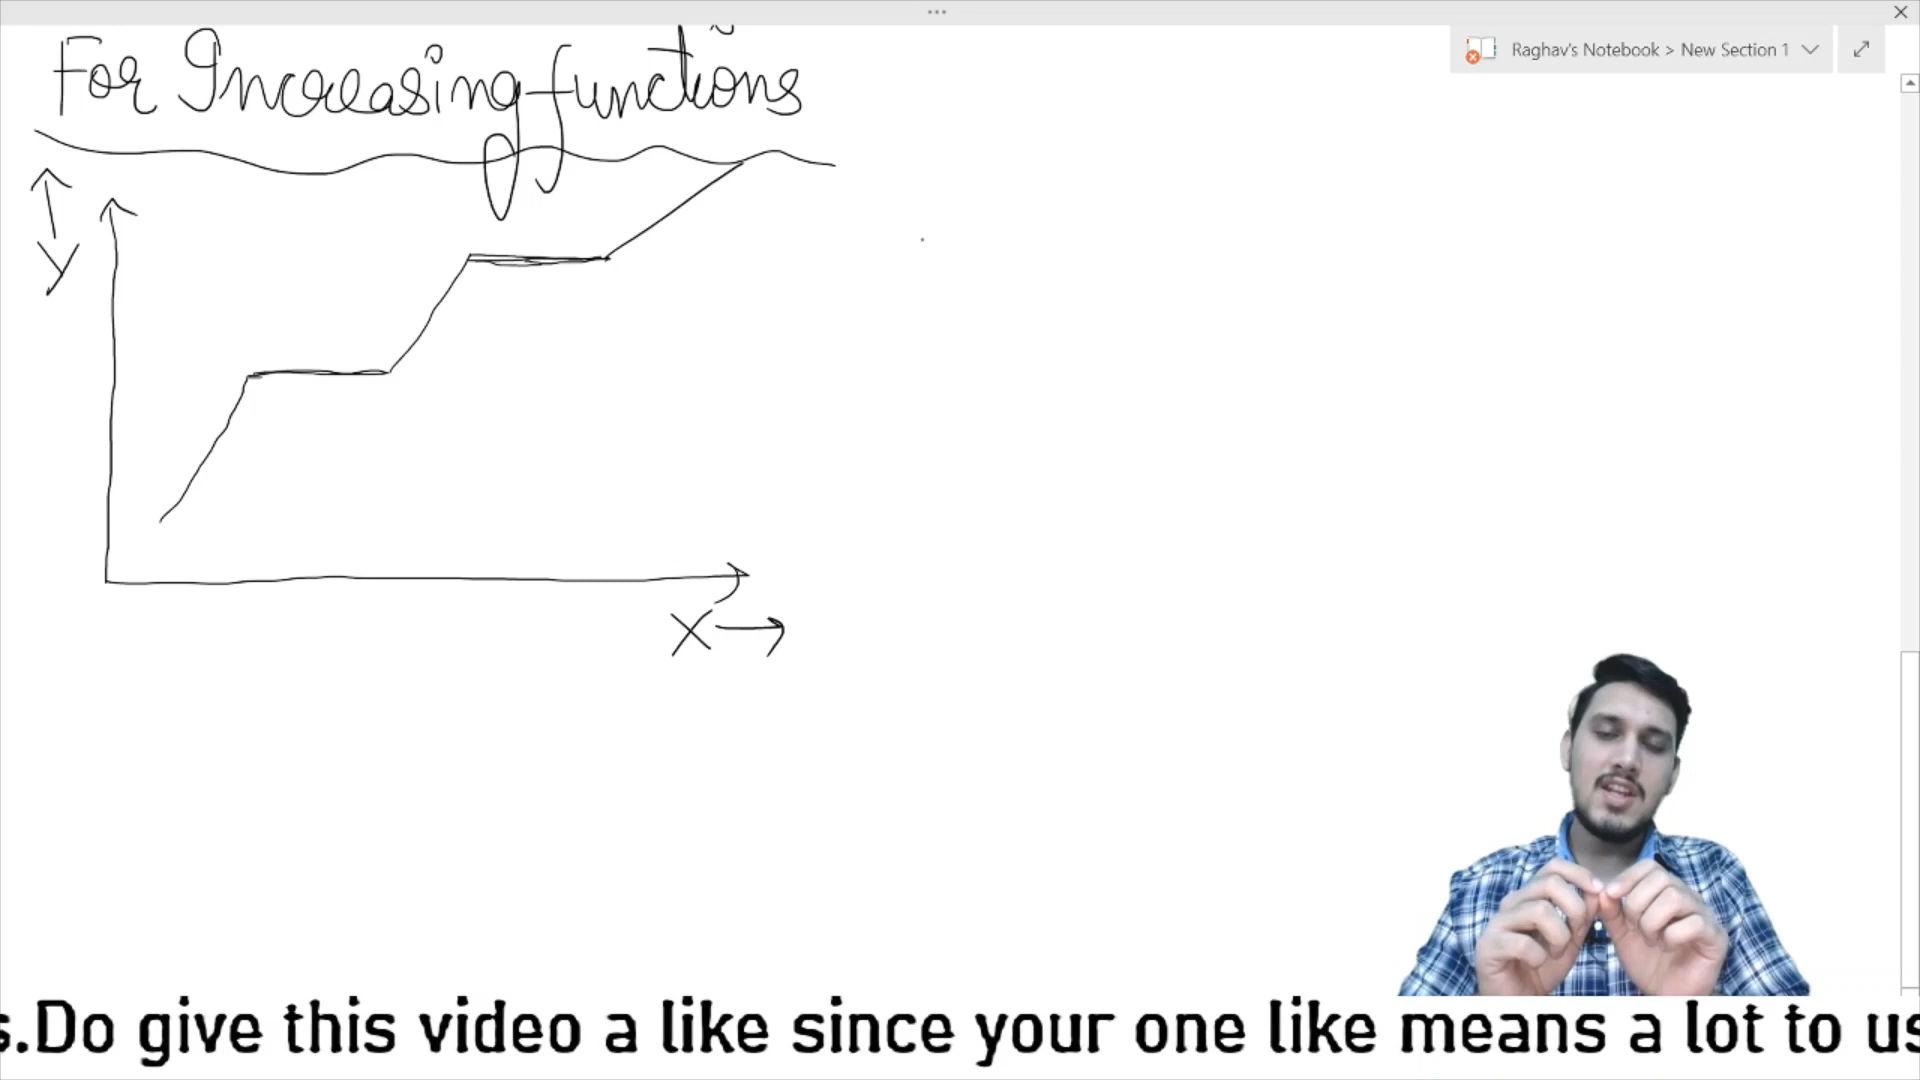 Raghav's Notebook > New Section 1
For Increasing functions
y
X
s.Do give this video a like since your one like means a lot to us